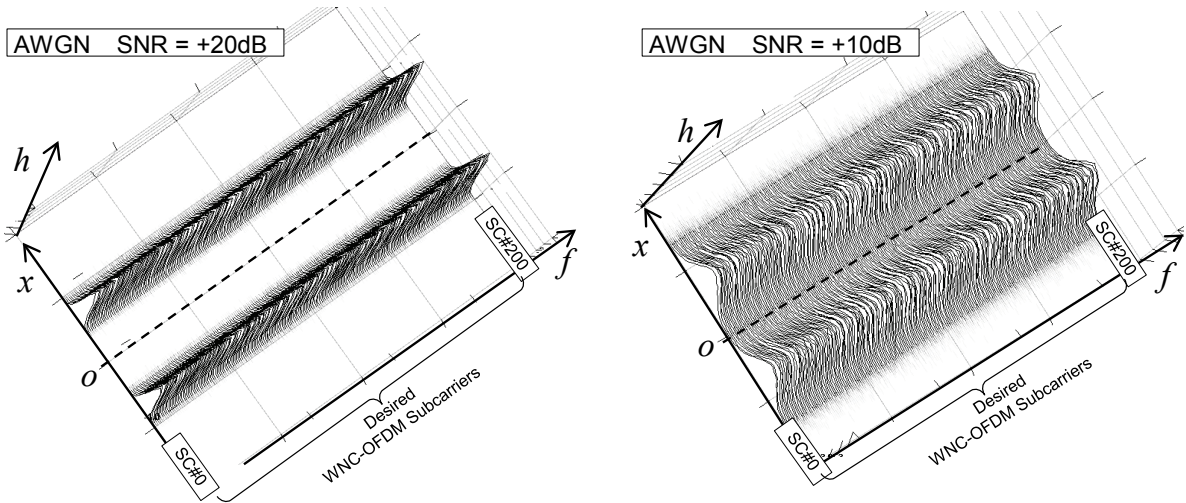 AWGN SNR = +20dB
h
x
o
f
SC#0
SC#200
Desired
WNC-OFDM Subcarriers
AWGN SNR = +10dB
h
x
o
f
SC#0
SC#200
Desired
WNC-OFDM Subcarriers